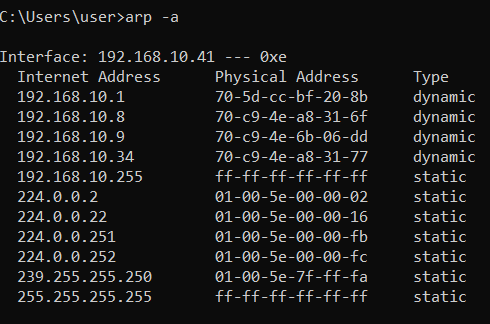 C:\Users\user>arp -a
Interface: 192.168.10.41 --- 0xe
Internet Address Physical Address Type
192.168.10.1 70-5d-cc-bf-20-8b dynamic
192.168.10.8 70-c9-4e-a8-31-6f dynamic
192.168.10.9 70-c9-4e-6b-06-dd dynamic
192.168.10.34 70-c9-4e-a8-31-77 dynamic
192.168.10.255 ff-ff-ff-ff-ff-ff static
224.0.0.2 01-00-5e-00-00-02 static
224.0.0.22 01-00-5e-00-00-16 static
224.0.0.251 01-00-5e-00-00-fb static
224.0.0.252 01-00-5e-00-00-fc static
239.255.255.250 01-00-5e-7f-ff-fa static
255.255.255.255 ff-ff-ff-ff-ff-ff static